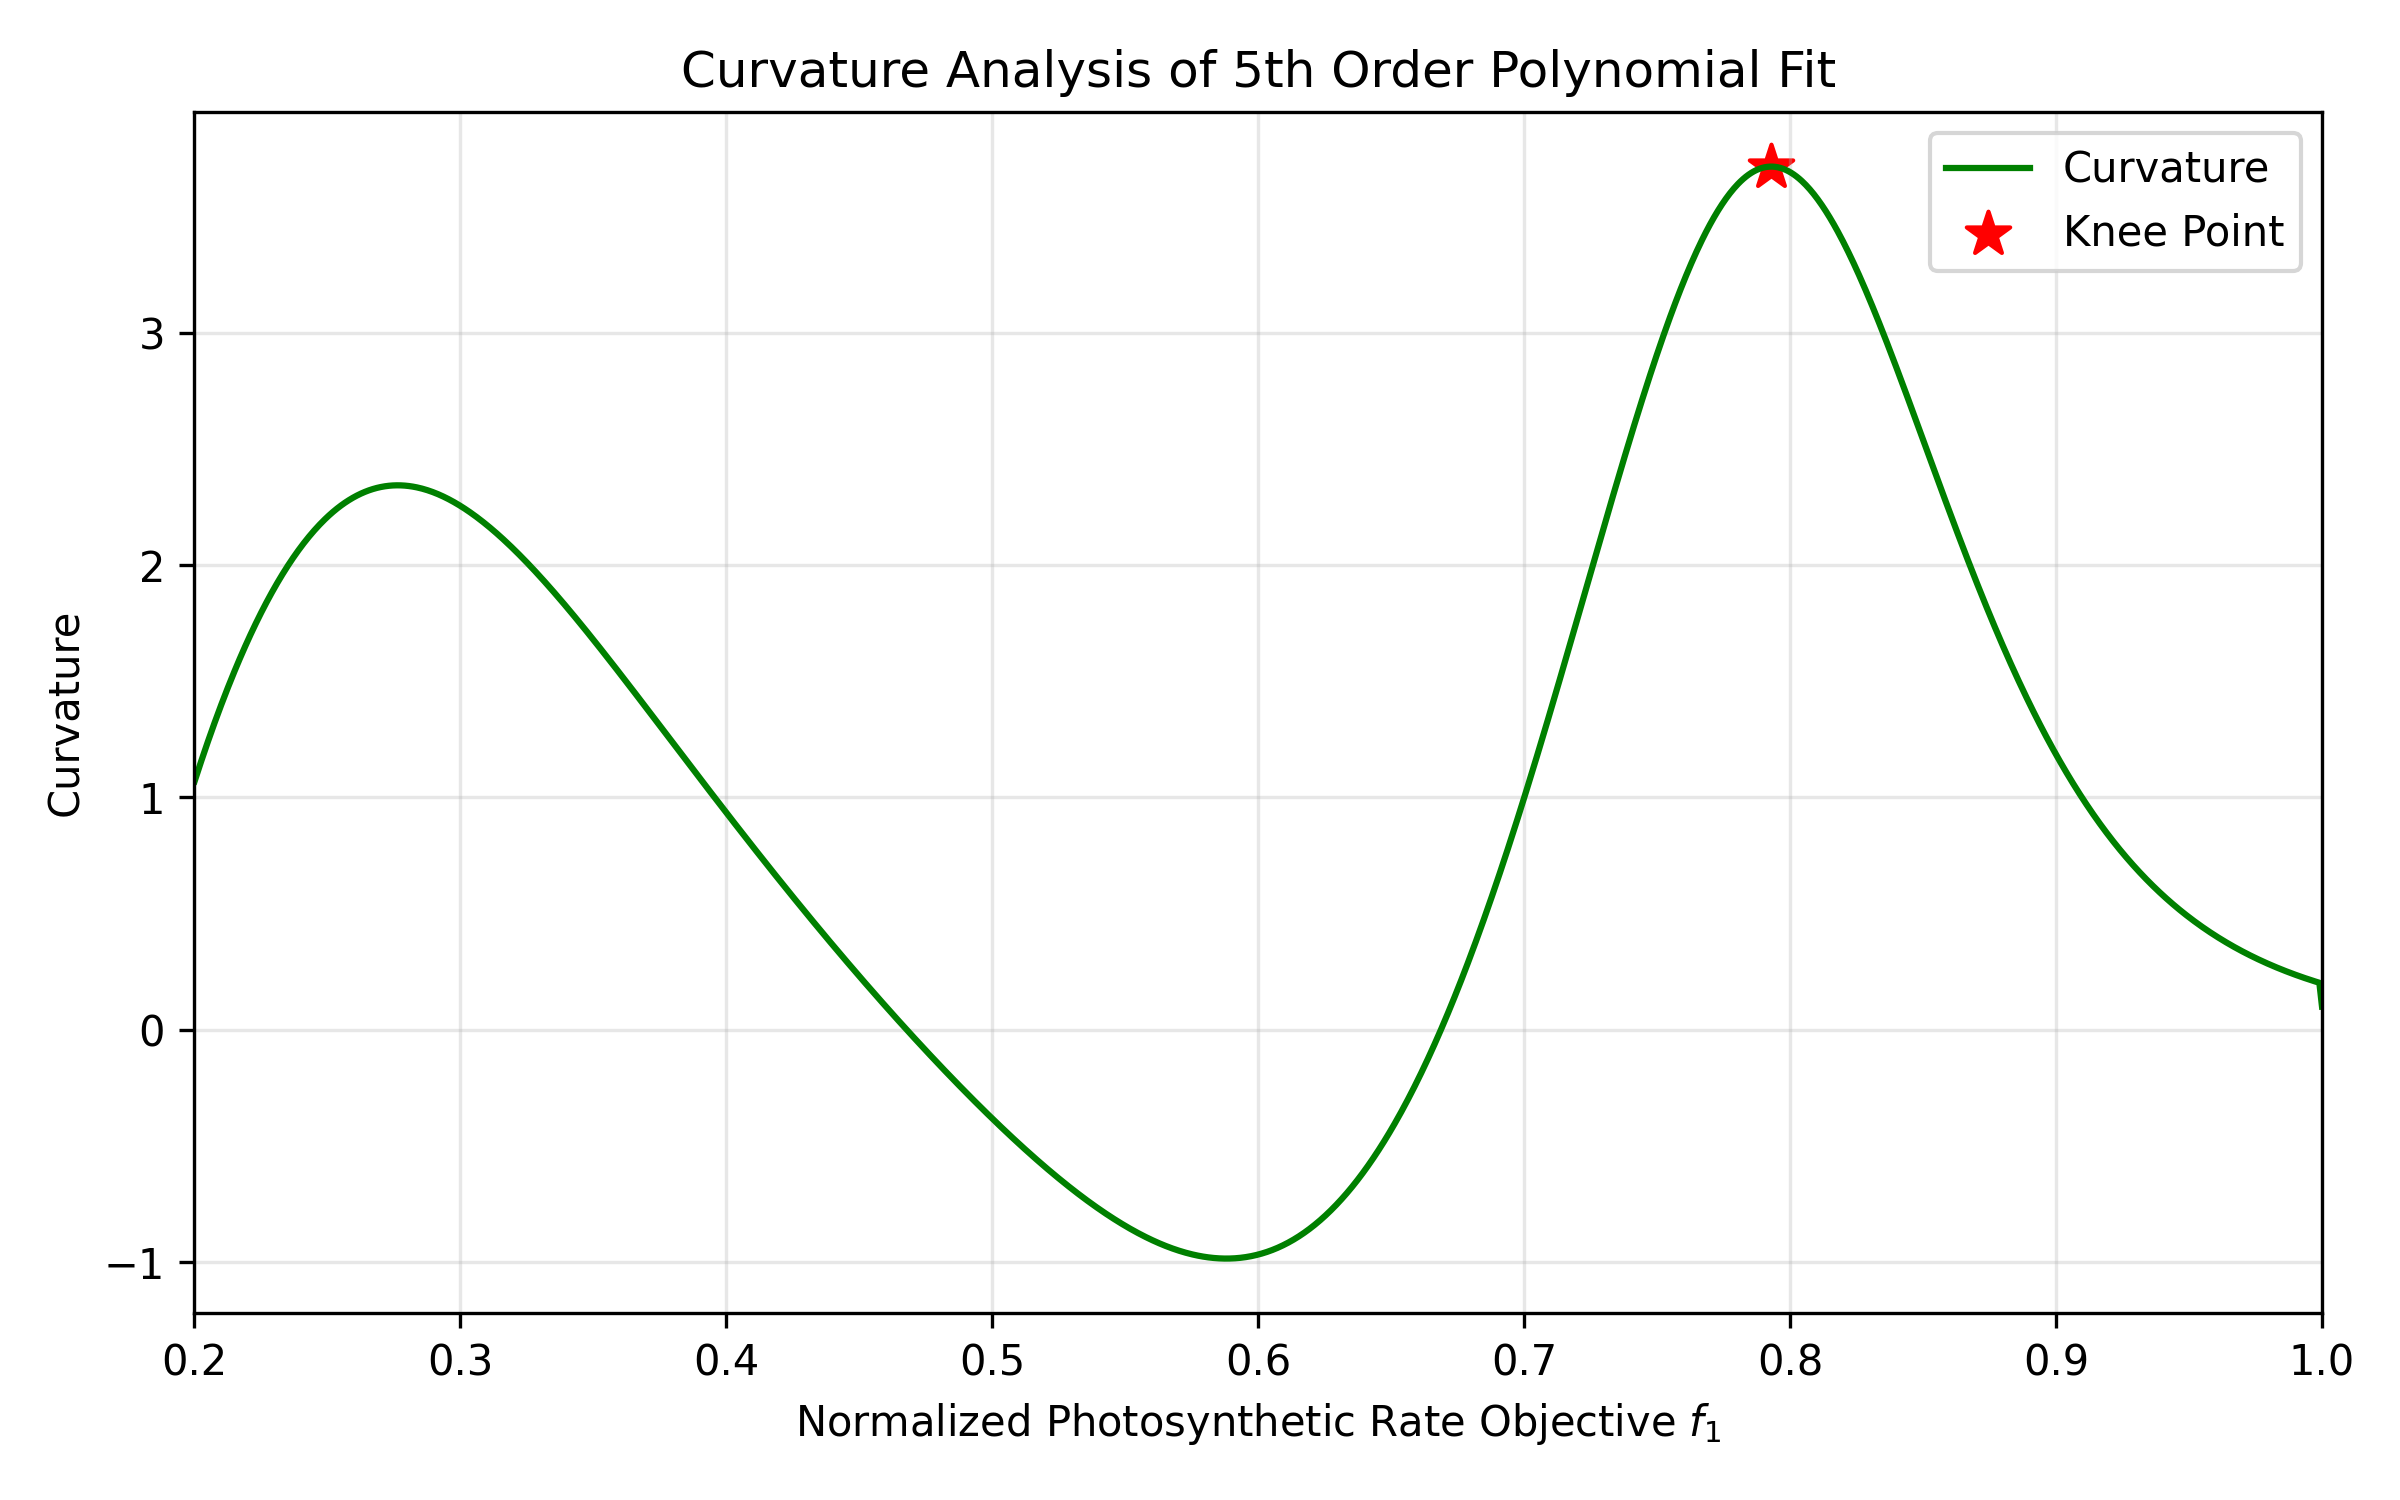 Curvature Analysis of 5th Order Polynomial Fit
Curvature
Knee Point
3
2
1
0
−1
Curvature
0.2 0.3 0.4 0.5 0.6 0.7 0.8 0.9 1.0
Normalized Photosynthetic Rate Objective f₁